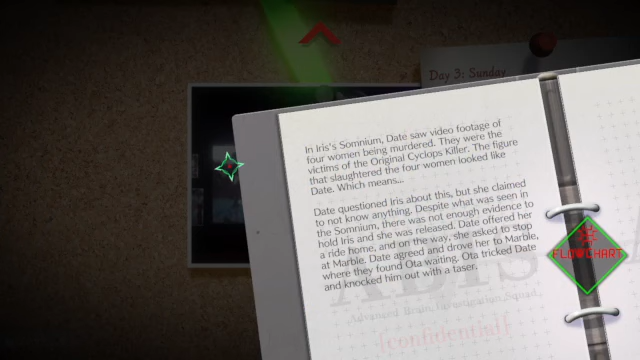 Day 3: Sunday
In Iris's Somnium, Date saw video footage of
four women being murdered. They were the
victims of the Original Cyclops Killer. The figure
that slaughtered the four women looked like
Date. Which means...
Date questioned Iris about this, but she claimed
to not know anything. Despite what was seen in
the Somnium, there was not enough evidence to
hold Iris and she was released. Date offered her
a ride home, and on the way, she asked to stop
at Marble. Date agreed and drove her to Marble,
where they found Ota waiting. Ota tricked Date
and knocked him out with a taser.
FLOWCHART
ABIS
Advanced Brain Investigation Squad
[confidential]